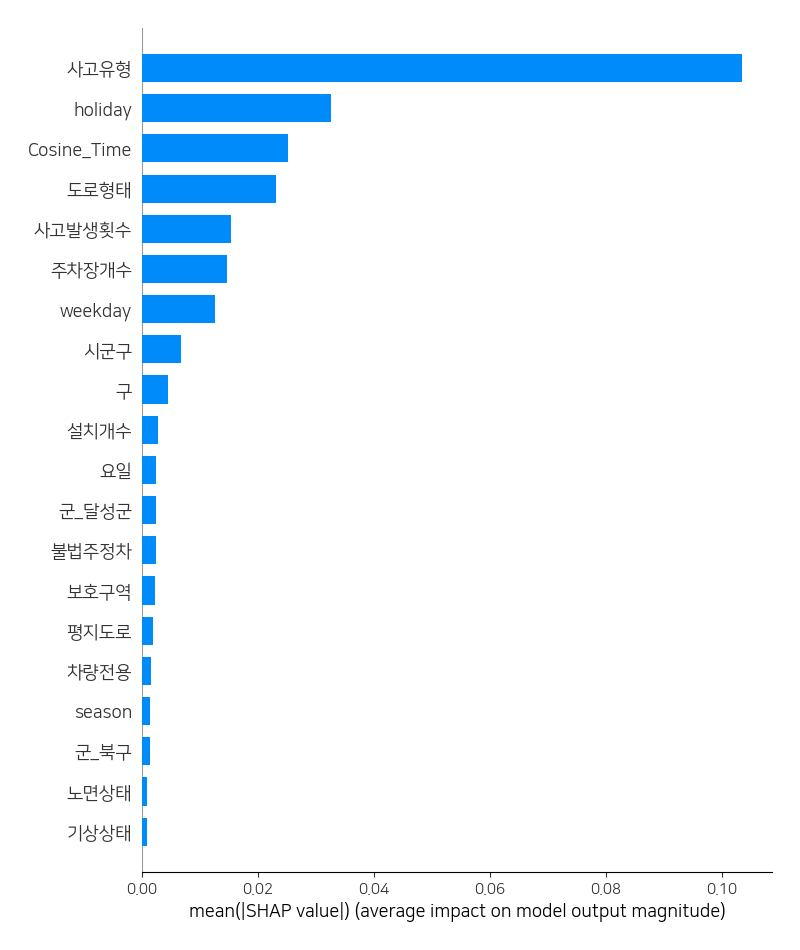 사고유형
holiday
Cosine_Time
도로형태
사고발생횟수
주차장개수
weekday
시군구
구
설치개수
요일
군_달성군
불법주정차
보호구역
평지도로
차량전용
season
군_북구
노면상태
기상상태
0.00 0.02 0.04 0.06 0.08 0.10
mean(|SHAP value|) (average impact on model output magnitude)